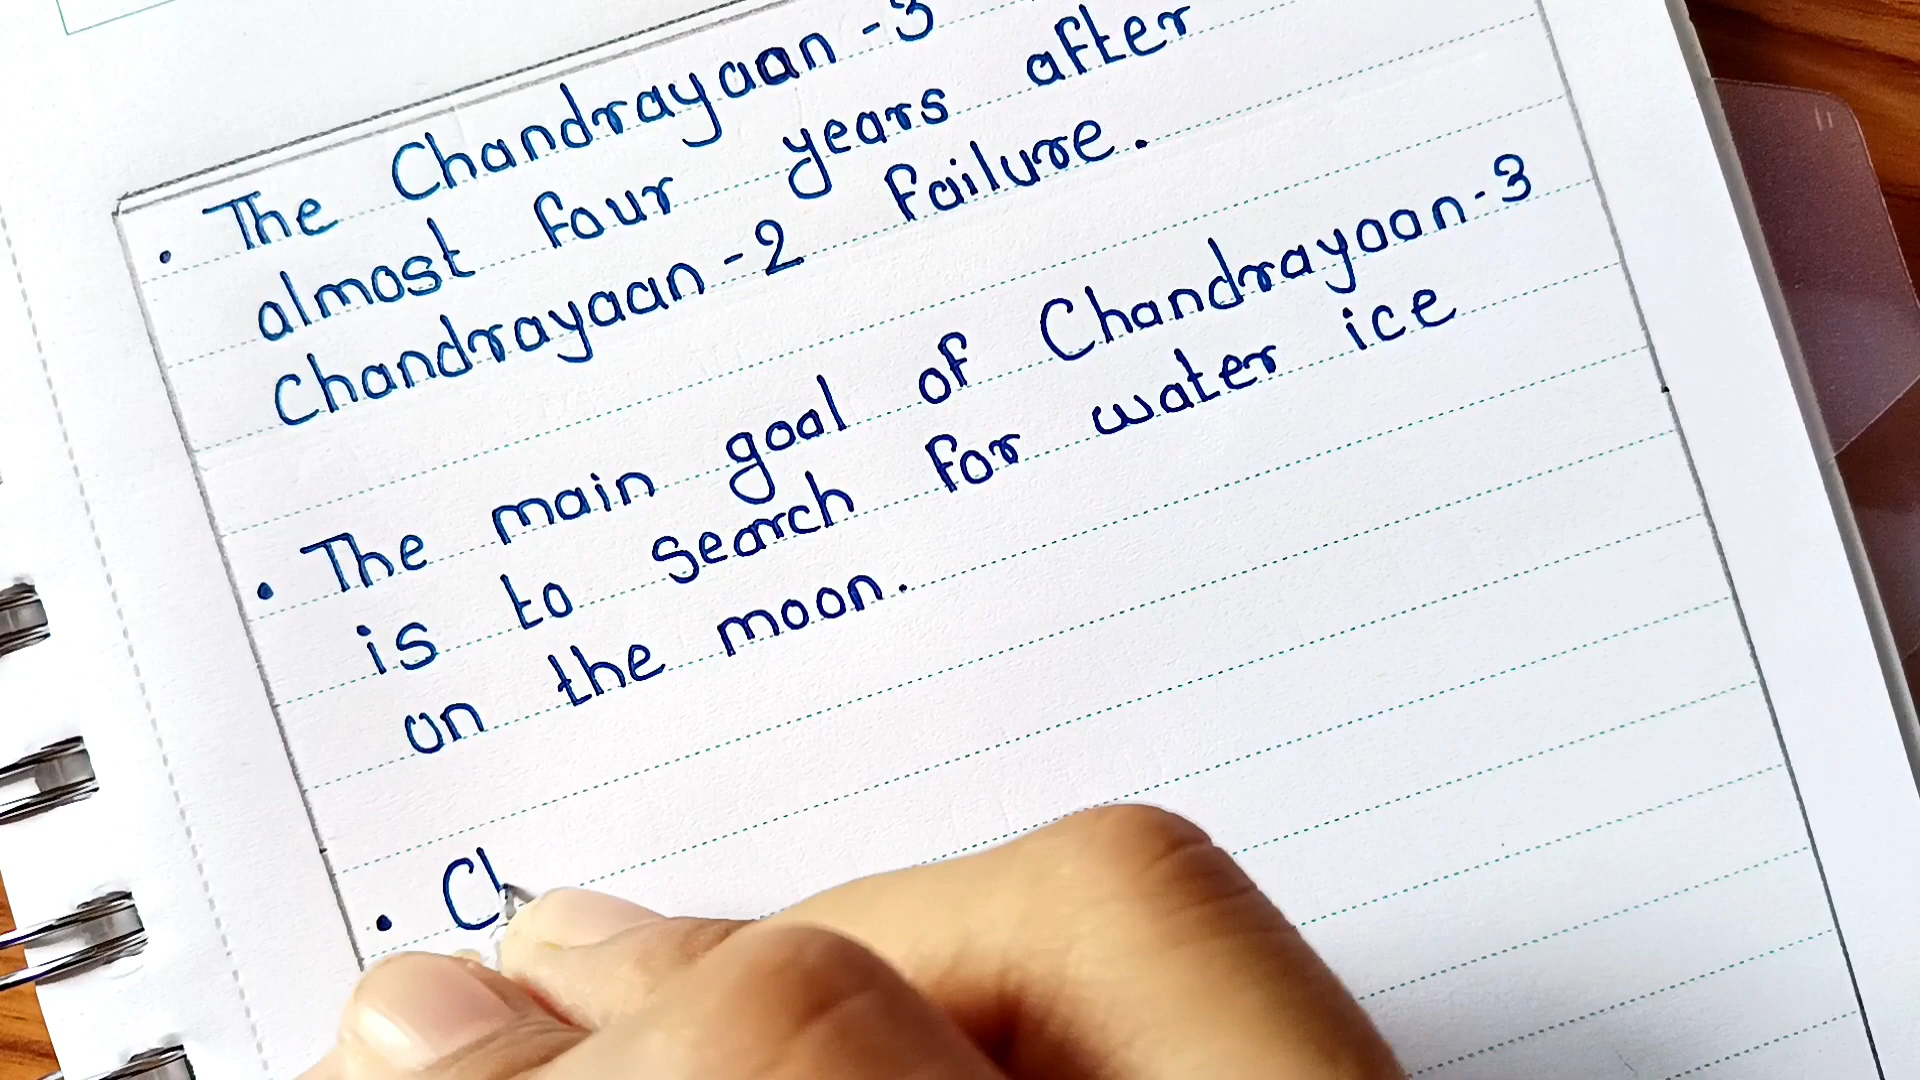 • The Chandrayaan-3
almost four years after
Chandrayaan-2 failure.
• The main goal of Chandrayaan-3
is to search for water ice
on the moon.
• Ch